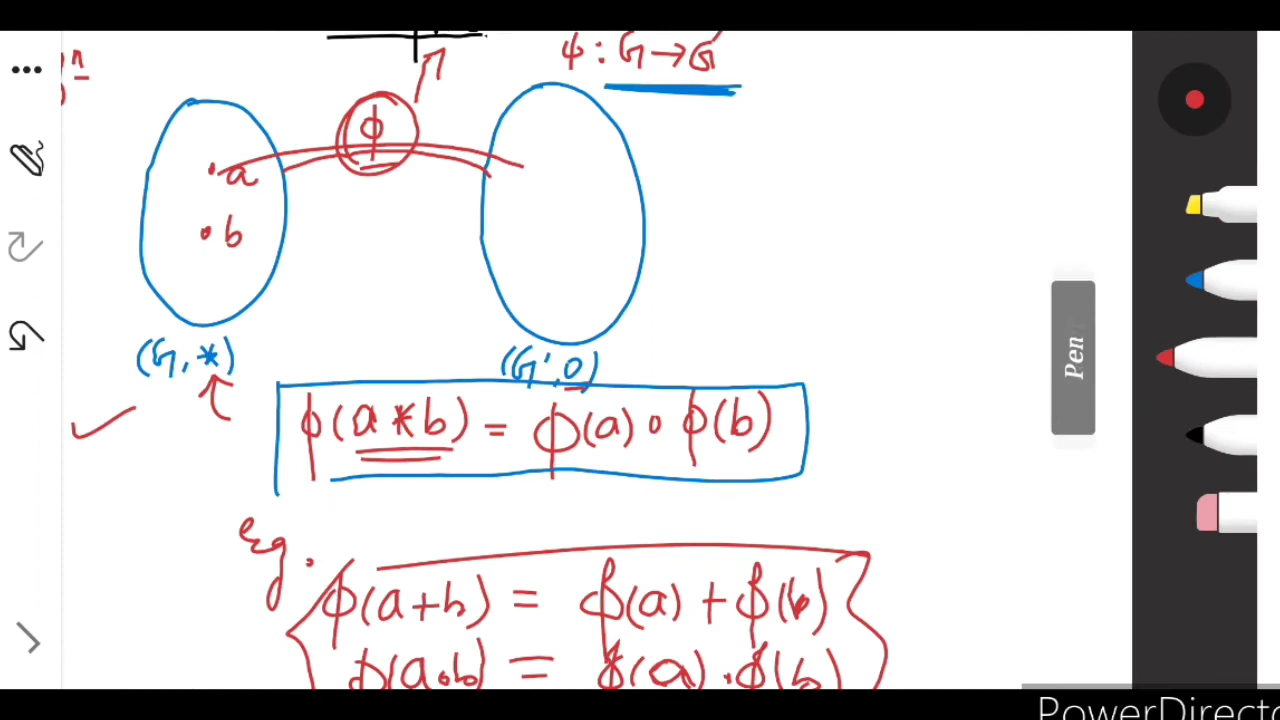 ϕ : G → G'
ϕ
a
b
(G, *)
(G', o)
ϕ(a * b) = ϕ(a) o ϕ(b)
eg.
ϕ(a+b) = ϕ(a) + ϕ(b)
ϕ(a.b) = ϕ(a) . ϕ(b)
Pen
PowerDirecto